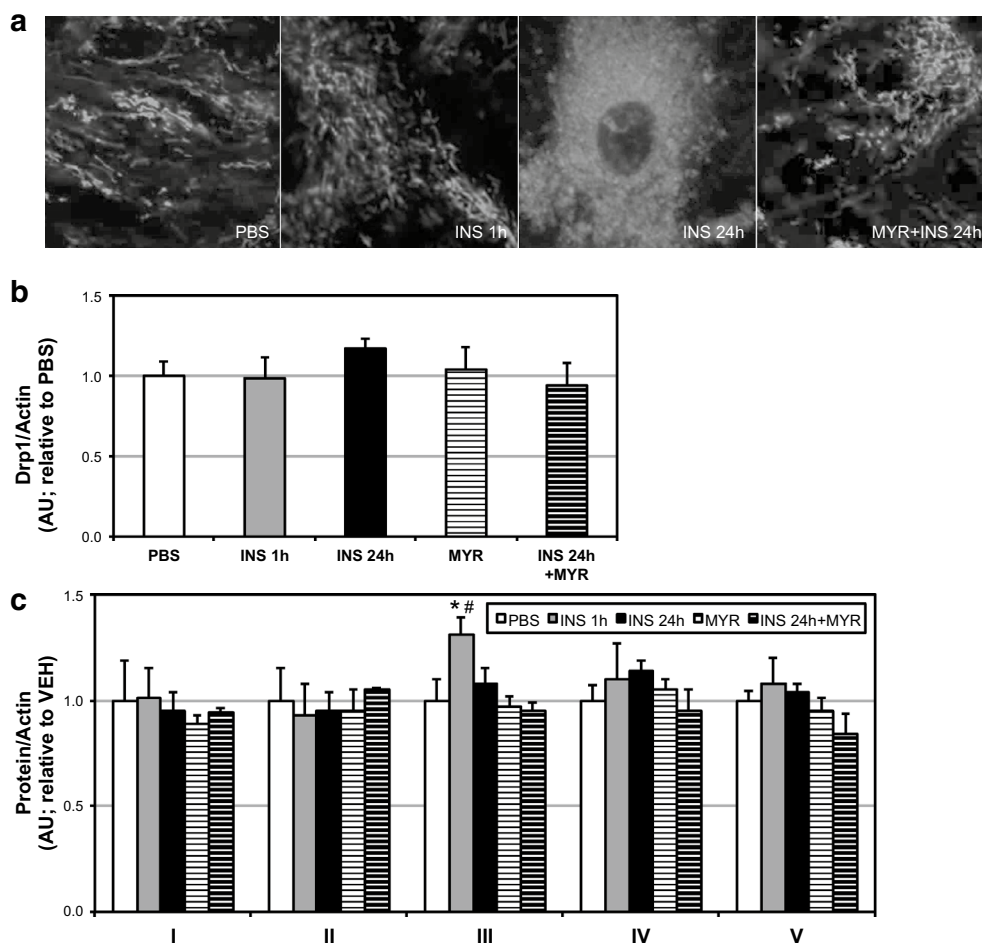 a
PBS
INS 1h
INS 24h
MYR+INS 24h
b
Drp1/Actin
(AU; relative to PBS)
1.5
1.0
0.5
0.0
PBS
INS 1h
INS 24h
MYR
INS 24h
+MYR
c
Protein/Actin
(AU; relative to VEH)
1.5
1.0
0.5
0.0
* #
PBS INS 1h INS 24h MYR INS 24h+MYR
I
II
III
IV
V